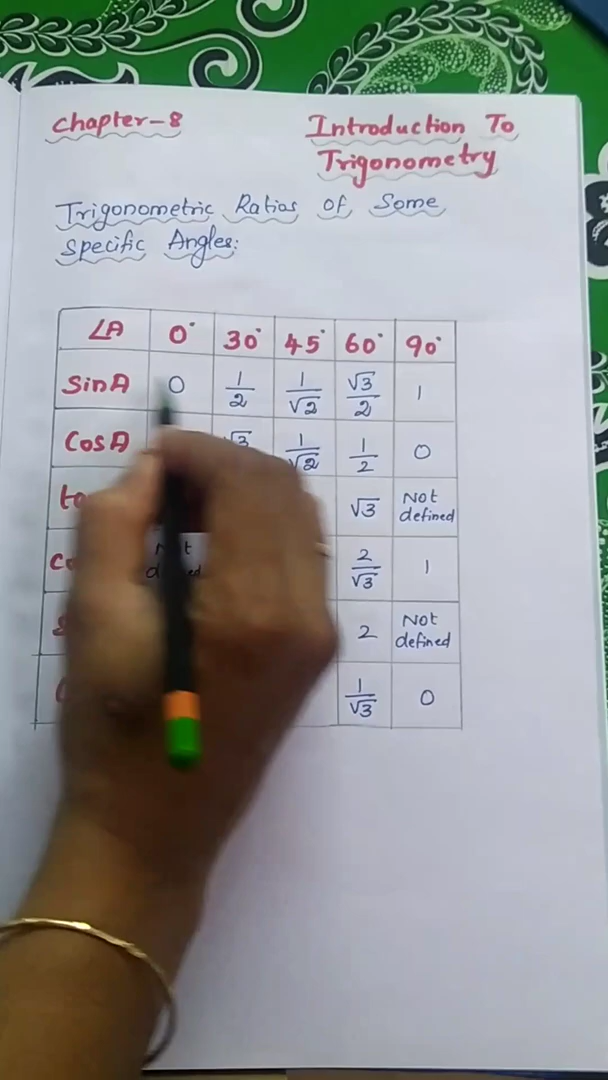 Chapter-8
Introduction To
Trigonometry
Trigonometric Ratios of Some
Specific Angles:
∠A 0° 30° 45° 60° 90°
SinA 0 1/2 1/√2 √3/2 1
CosA √3 1/√2 1/2 0
√3 Not defined
2/√3 1
2 Not defined
1/√3 0